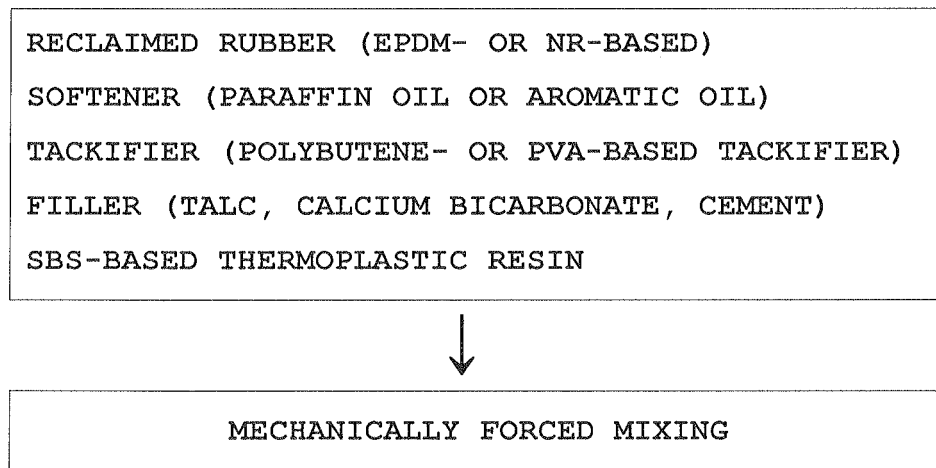 RECLAIMED RUBBER (EPDM- OR NR-BASED)
SOFTENER (PARAFFIN OIL OR AROMATIC OIL)
TACKIFIER (POLYBUTENE- OR PVA-BASED TACKIFIER)
FILLER (TALC, CALCIUM BICARBONATE, CEMENT)
SBS-BASED THERMOPLASTIC RESIN
MECHANICALLY FORCED MIXING